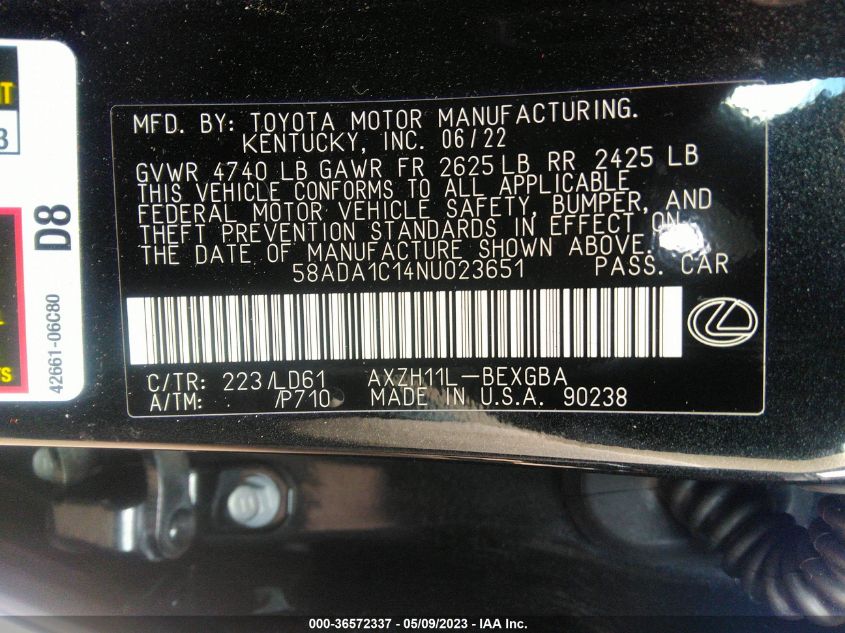 NT
3
D8
42661-06C80
TS
MFD. BY: TOYOTA MOTOR MANUFACTURING.
KENTUCKY, INC. 06/22
GVWR 4740 LB GAWR FR 2625 LB RR 2425 LB
THIS VEHICLE CONFORMS TO ALL APPLICABLE
FEDERAL MOTOR VEHICLE SAFETY, BUMPER, AND
THEFT PREVENTION STANDARDS IN EFFECT ON
THE DATE OF MANUFACTURE SHOWN ABOVE.
58ADA1C14NU023651 PASS. CAR
C/TR: 223/LD61 AXZH11L-BEXGBA
A/TM: /P710 MADE IN U.S.A. 90238
000-36572337 - 05/09/2023 - IAA Inc.